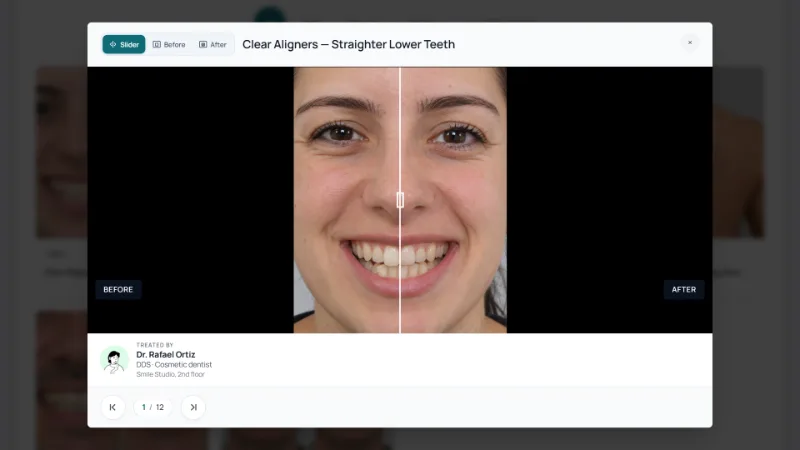 Slider
Before
After
Clear Aligners — Straighter Lower Teeth
BEFORE
AFTER
TREATED BY
Dr. Rafael Ortiz
DDS · Cosmetic dentist
Smile Studio, 2nd floor
1 / 12